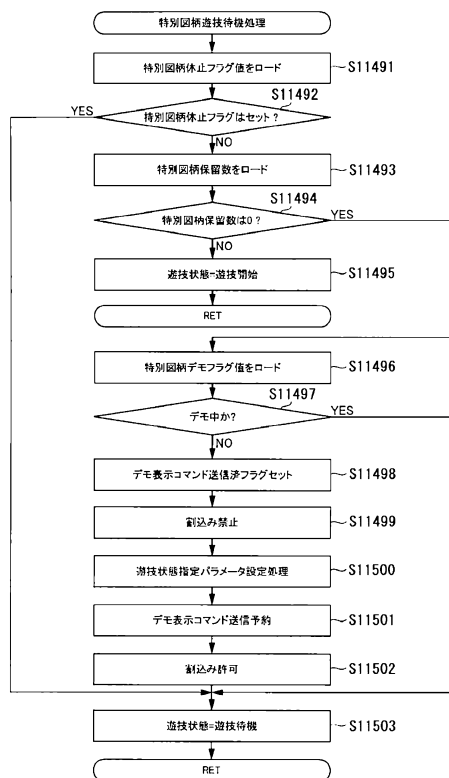 特別図柄遊技待機処理
特別図柄休止フラグ値をロード
S11491
S11492
YES
特別図柄休止フラグはセット?
NO
特別図柄保留数をロード
S11493
S11494
特別図柄保留数は0?
YES
NO
遊技状態=遊技開始
S11495
RET
特別図柄デモフラグ値をロード
S11496
S11497
デモ中か?
YES
NO
デモ表示コマンド送信済フラグセット
S11498
割込み禁止
S11499
遊技状態指定パラメータ設定処理
S11500
デモ表示コマンド送信予約
S11501
割込み許可
S11502
遊技状態=遊技待機
S11503
RET